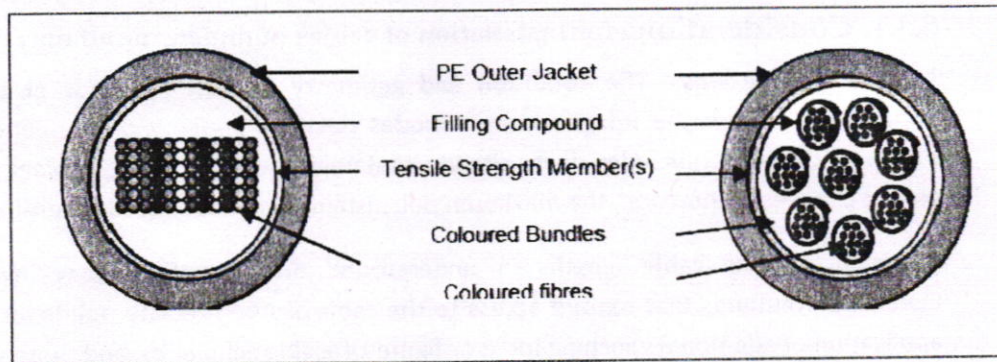 PE Outer Jacket
Filling Compound
Tensile Strength Member(s)
Coloured Bundles
Coloured fibres